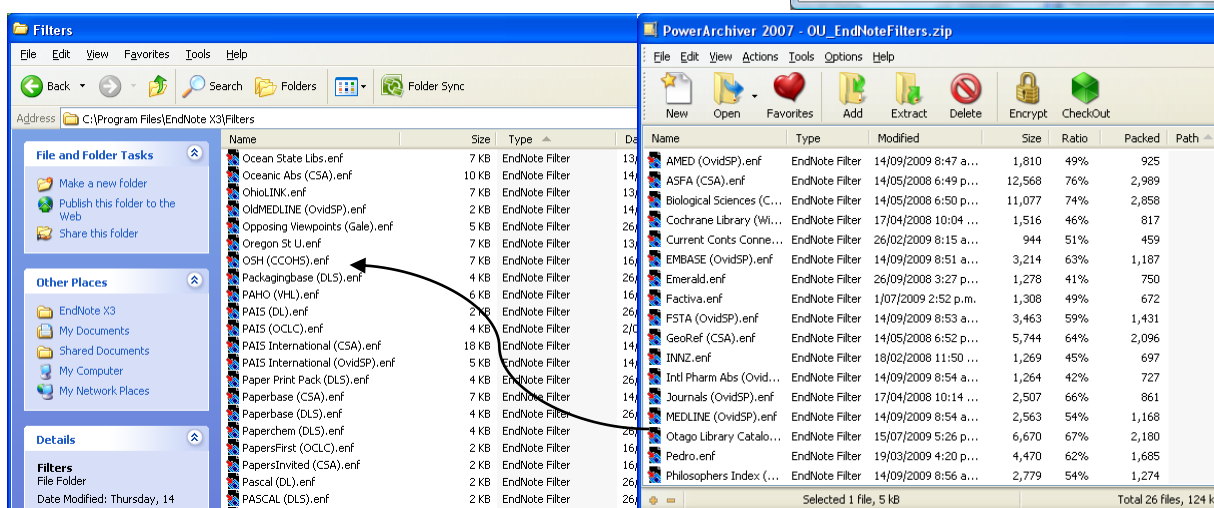 Filters
File Edit View Favorites Tools Help
Back Search Folders Folder Sync
Address C:\Program Files\EndNote X3\Filters
File and Folder Tasks
Make a new folder
Publish this folder to the
Web
Share this folder
Other Places
EndNote X3
My Documents
Shared Documents
My Computer
My Network Places
Details
Filters
File Folder
Date Modified: Thursday, 14
Name Size Type Da
Ocean State Libs.enf 7 KB EndNote Filter 13/
Oceanic Abs (CSA).enf 10 KB EndNote Filter 14/
OhioLINK.enf 7 KB EndNote Filter 13/
OldMEDLINE (OvidSP).enf 2 KB EndNote Filter 14/
Opposing Viewpoints (Gale).enf 5 KB EndNote Filter 26/
Oregon St U.enf 7 KB EndNote Filter 13/
OSH (CCOHS).enf 7 KB EndNote Filter 16/
Packagingbase (DLS).enf 4 KB EndNote Filter 26/
PAHO (VHL).enf 6 KB EndNote Filter 16/
PAIS (DL).enf 2 KB EndNote Filter 26/
PAIS (OCLC).enf 4 KB EndNote Filter 2/0
PAIS International (CSA).enf 18 KB EndNote Filter 14/
PAIS International (OvidSP).enf 5 KB EndNote Filter 14/
Paper Print Pack (DLS).enf 4 KB EndNote Filter 26/
Paperbase (CSA).enf 7 KB EndNote Filter 14/
Paperbase (DLS).enf 4 KB EndNote Filter 26/
Paperchem (DLS).enf 4 KB EndNote Filter 26/
PapersFirst (OCLC).enf 2 KB EndNote Filter 16/
PapersInvited (CSA).enf 2 KB EndNote Filter 16/
Pascal (DL).enf 2 KB EndNote Filter 26/
PASCAL (DLS).enf 2 KB EndNote Filter 26/
PowerArchiver 2007 - OU_EndNoteFilters.zip
File Edit View Actions Tools Options Help
New Open Favorites Add Extract Delete Encrypt CheckOut
Name Type Modified Size Ratio Packed Path
AMED (OvidSP).enf EndNote Filter 14/09/2009 8:47 a... 1,810 49% 925
ASFA (CSA).enf EndNote Filter 14/05/2008 6:49 p... 12,568 76% 2,989
Biological Sciences (C... EndNote Filter 14/05/2008 6:50 p... 11,077 74% 2,858
Cochrane Library (Wi... EndNote Filter 17/04/2008 10:04 ... 1,516 46% 817
Current Conts Conne... EndNote Filter 26/02/2009 8:15 a... 944 51% 459
EMBASE (OvidSP).enf EndNote Filter 14/09/2009 8:51 a... 3,214 63% 1,187
Emerald.enf EndNote Filter 26/09/2008 3:27 p... 1,278 41% 750
Factiva.enf EndNote Filter 1/07/2009 2:52 p.m. 1,308 49% 672
FSTA (OvidSP).enf EndNote Filter 14/09/2009 8:53 a... 3,463 59% 1,431
GeoRef (CSA).enf EndNote Filter 14/05/2008 6:52 p... 5,744 64% 2,096
INNZ.enf EndNote Filter 18/02/2008 11:50 ... 1,269 45% 697
Intl Pharm Abs (Ovid... EndNote Filter 14/09/2009 8:54 a... 1,264 42% 727
Journals (OvidSP).enf EndNote Filter 17/04/2008 10:14 ... 2,507 66% 861
MEDLINE (OvidSP).enf EndNote Filter 14/09/2009 8:54 a... 2,563 54% 1,168
Otago Library Catalo... EndNote Filter 15/07/2009 5:26 p... 6,670 67% 2,180
Pedro.enf EndNote Filter 19/03/2009 4:20 p... 4,470 62% 1,685
Philosophers Index (... EndNote Filter 14/09/2009 8:56 a... 2,779 54% 1,274
Selected 1 file, 5 kB Total 26 files, 124 k